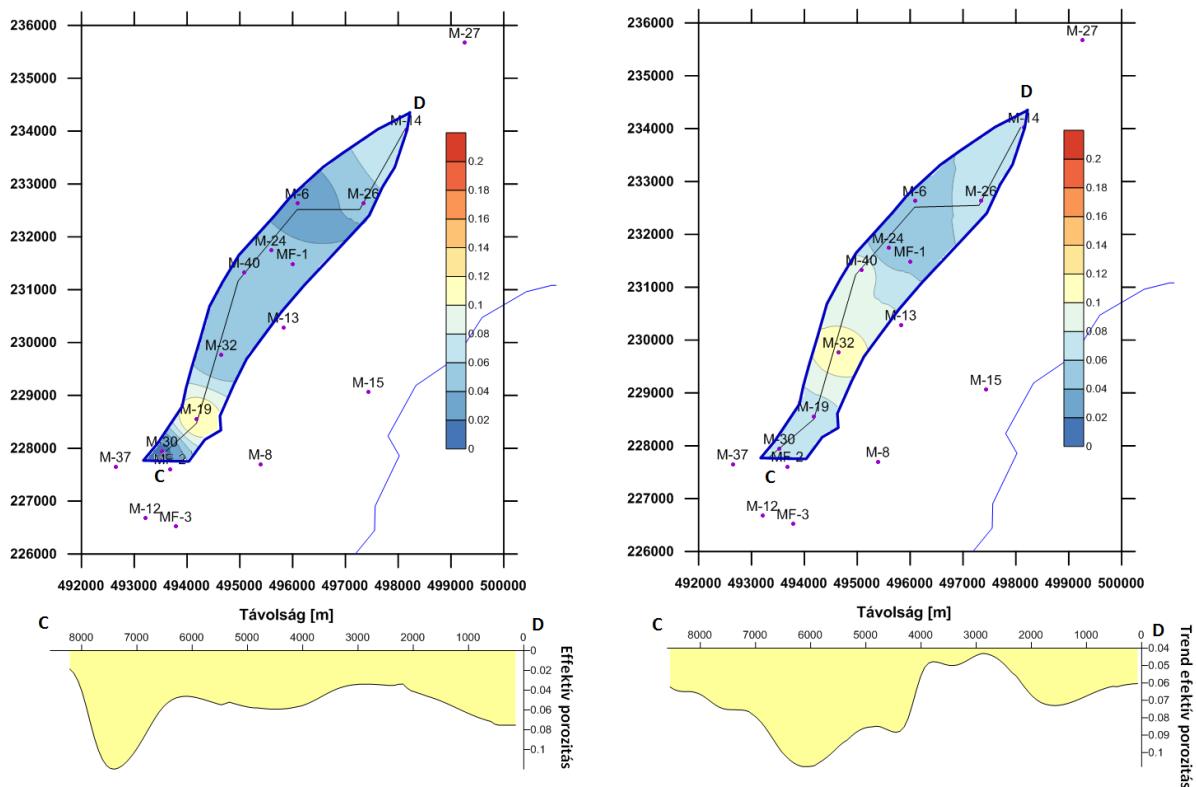 236000
235000
234000
233000
232000
231000
230000
229000
228000
227000
226000
492000 493000 494000 495000 496000 497000 498000 499000 500000
M-27
D
M-14
M-6
M-26
M-24
MF-1
M-40
M-13
M-32
M-15
M-19
M-30
MF-2
M-37
M-8
C
M-12
MF-3
0.2
0.18
0.16
0.14
0.12
0.1
0.08
0.06
0.04
0.02
0
Távolság [m]
C
D
8000 7000 6000 5000 4000 3000 2000 1000 0
0
-0.02
-0.04
-0.06
-0.08
-0.1
Effektív porozitás
236000
235000
234000
233000
232000
231000
230000
229000
228000
227000
226000
492000 493000 494000 495000 496000 497000 498000 499000 500000
M-27
D
M-14
M-6
M-26
M-24
MF-1
M-40
M-13
M-32
M-15
M-19
M-30
MF-2
M-37
M-8
C
M-12
MF-3
0.2
0.18
0.16
0.14
0.12
0.1
0.08
0.06
0.04
0.02
0
Távolság [m]
C
D
8000 7000 6000 5000 4000 3000 2000 1000 0
-0.04
-0.05
-0.06
-0.07
-0.08
-0.09
-0.1
Trend efektív porozitás